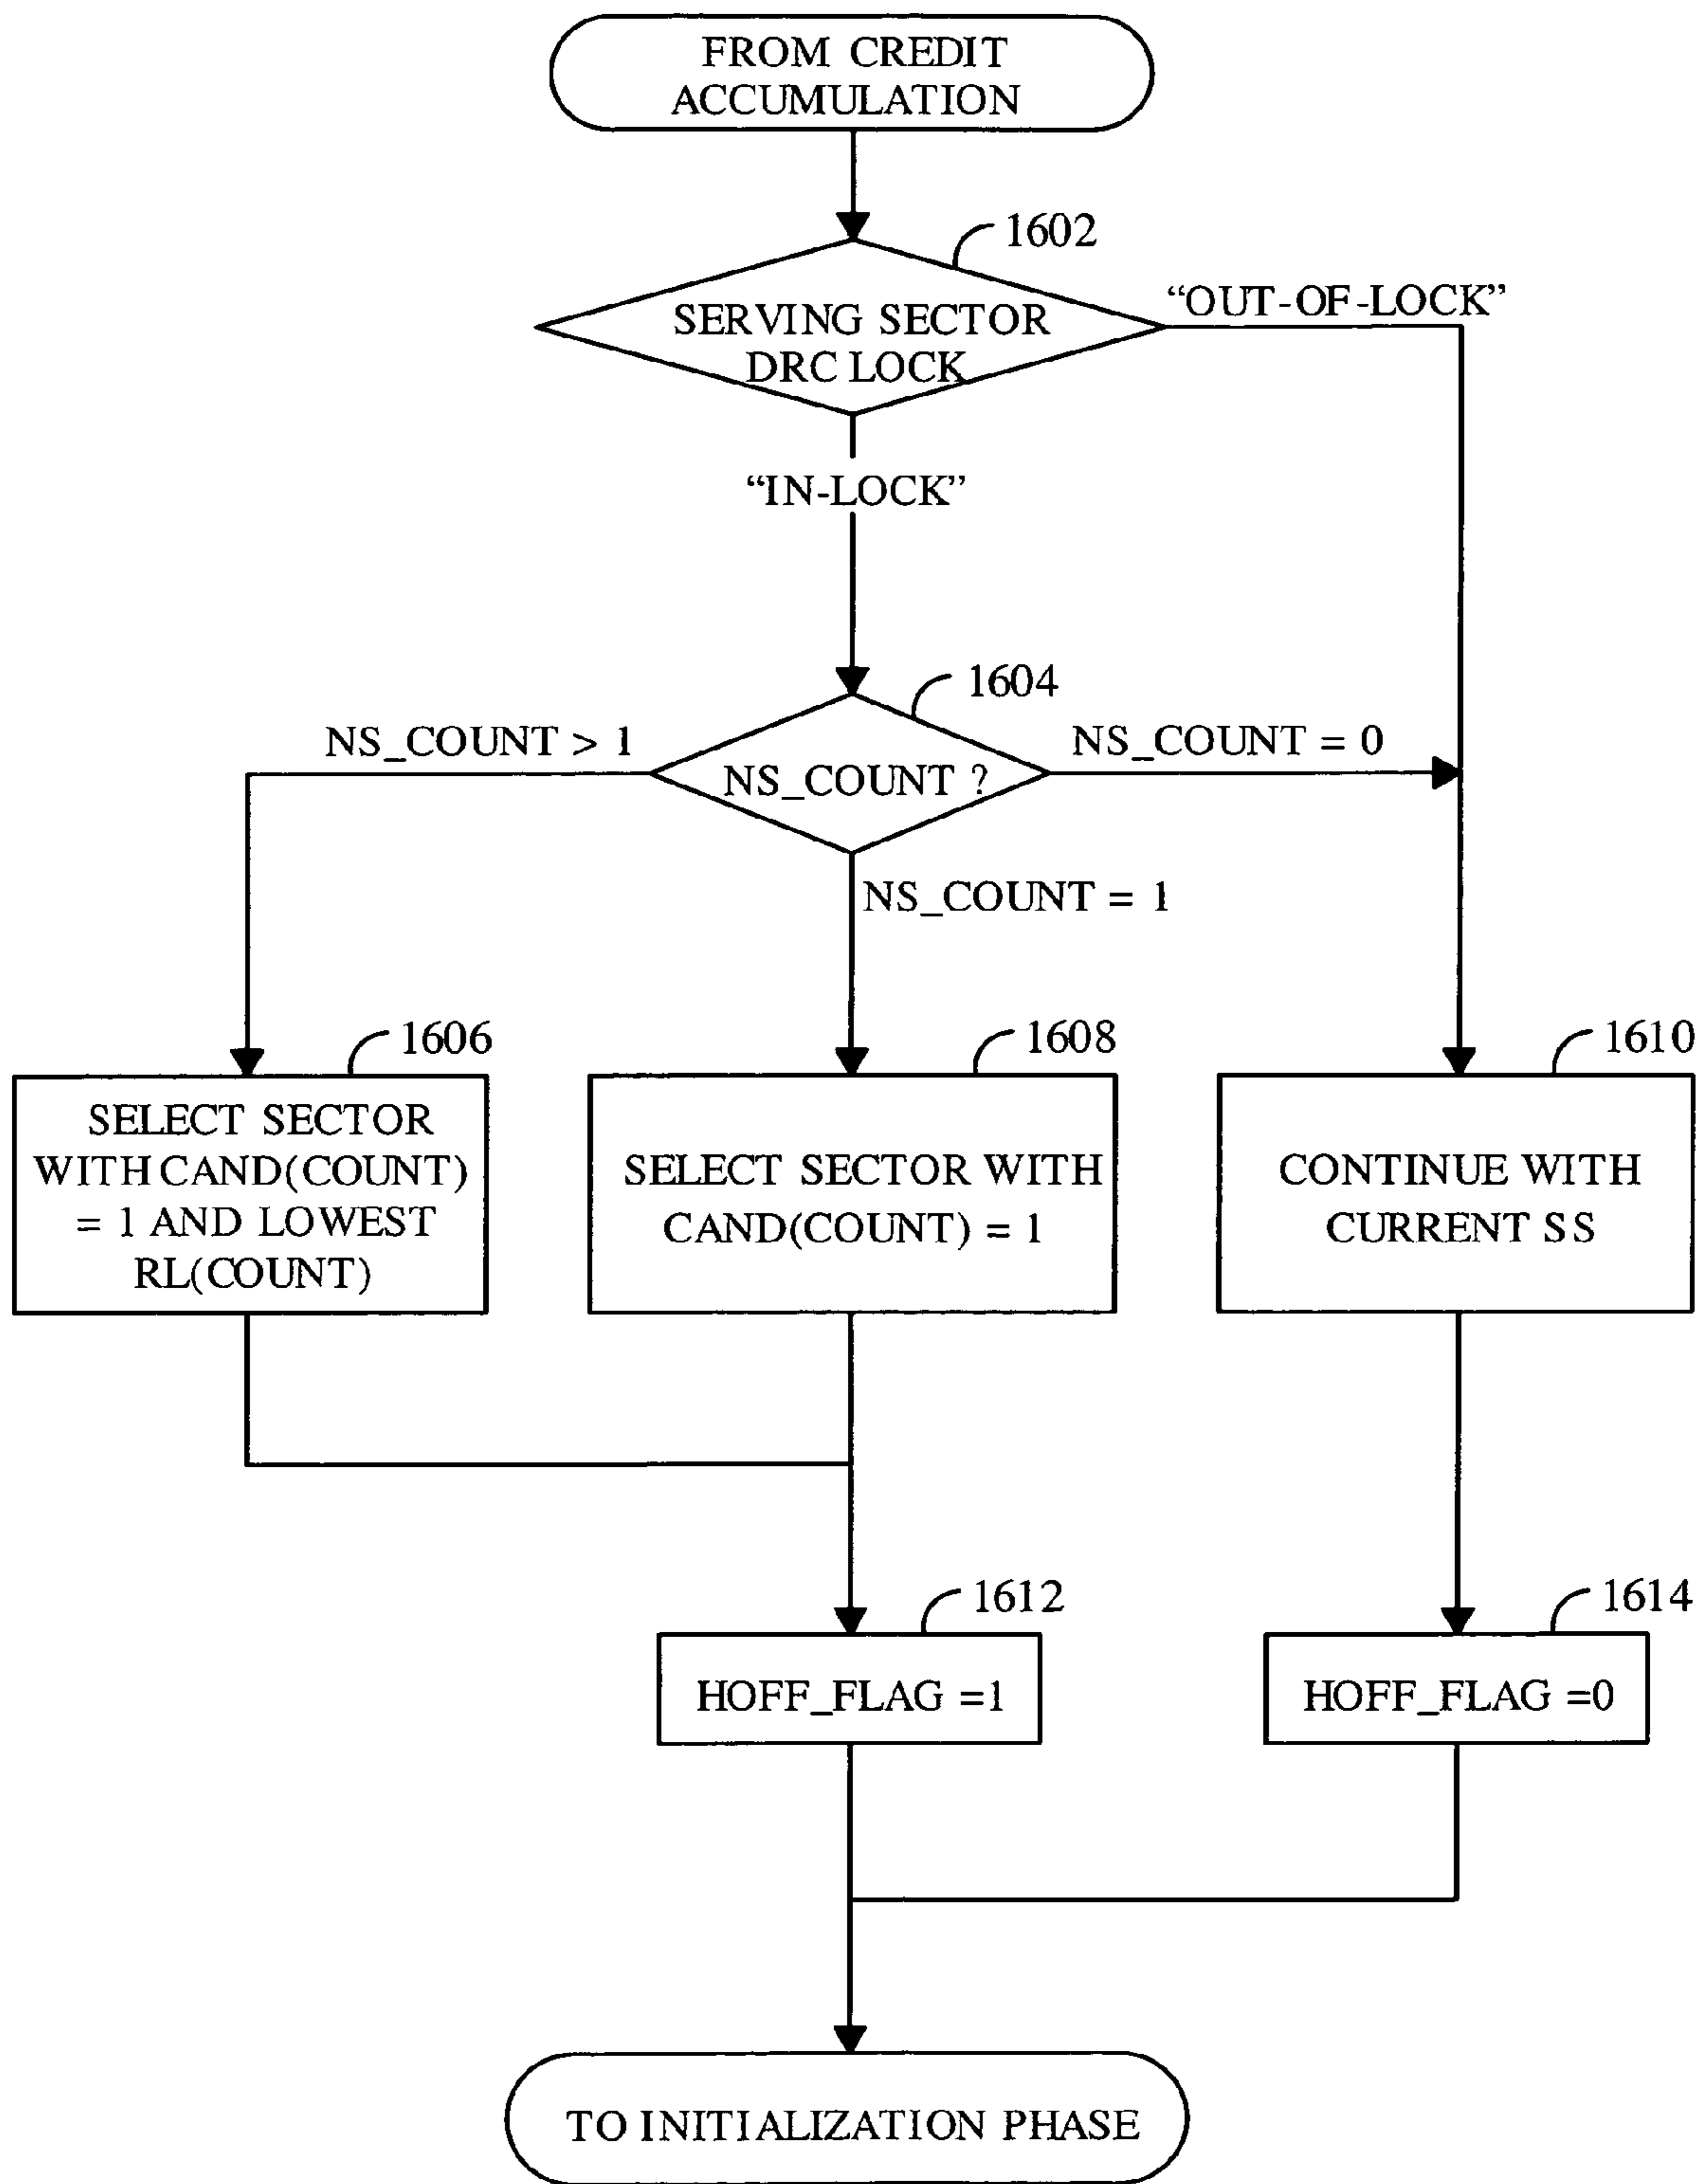 FROM CREDIT
ACCUMULATION
1602
"OUT-OF-LOCK"
SERVING SECTOR
DRC LOCK
"IN-LOCK"
1604
NS_COUNT > 1
NS_COUNT ?
NS_COUNT = 0
NS_COUNT = 1
1606
1608
1610
SELECT SECTOR
WITH CAND(COUNT)
= 1 AND LOWEST
RL(COUNT)
SELECT SECTOR WITH
CAND(COUNT) = 1
CONTINUE WITH
CURRENT SS
1612
1614
HOFF_FLAG =1
HOFF_FLAG =0
TO INITIALIZATION PHASE